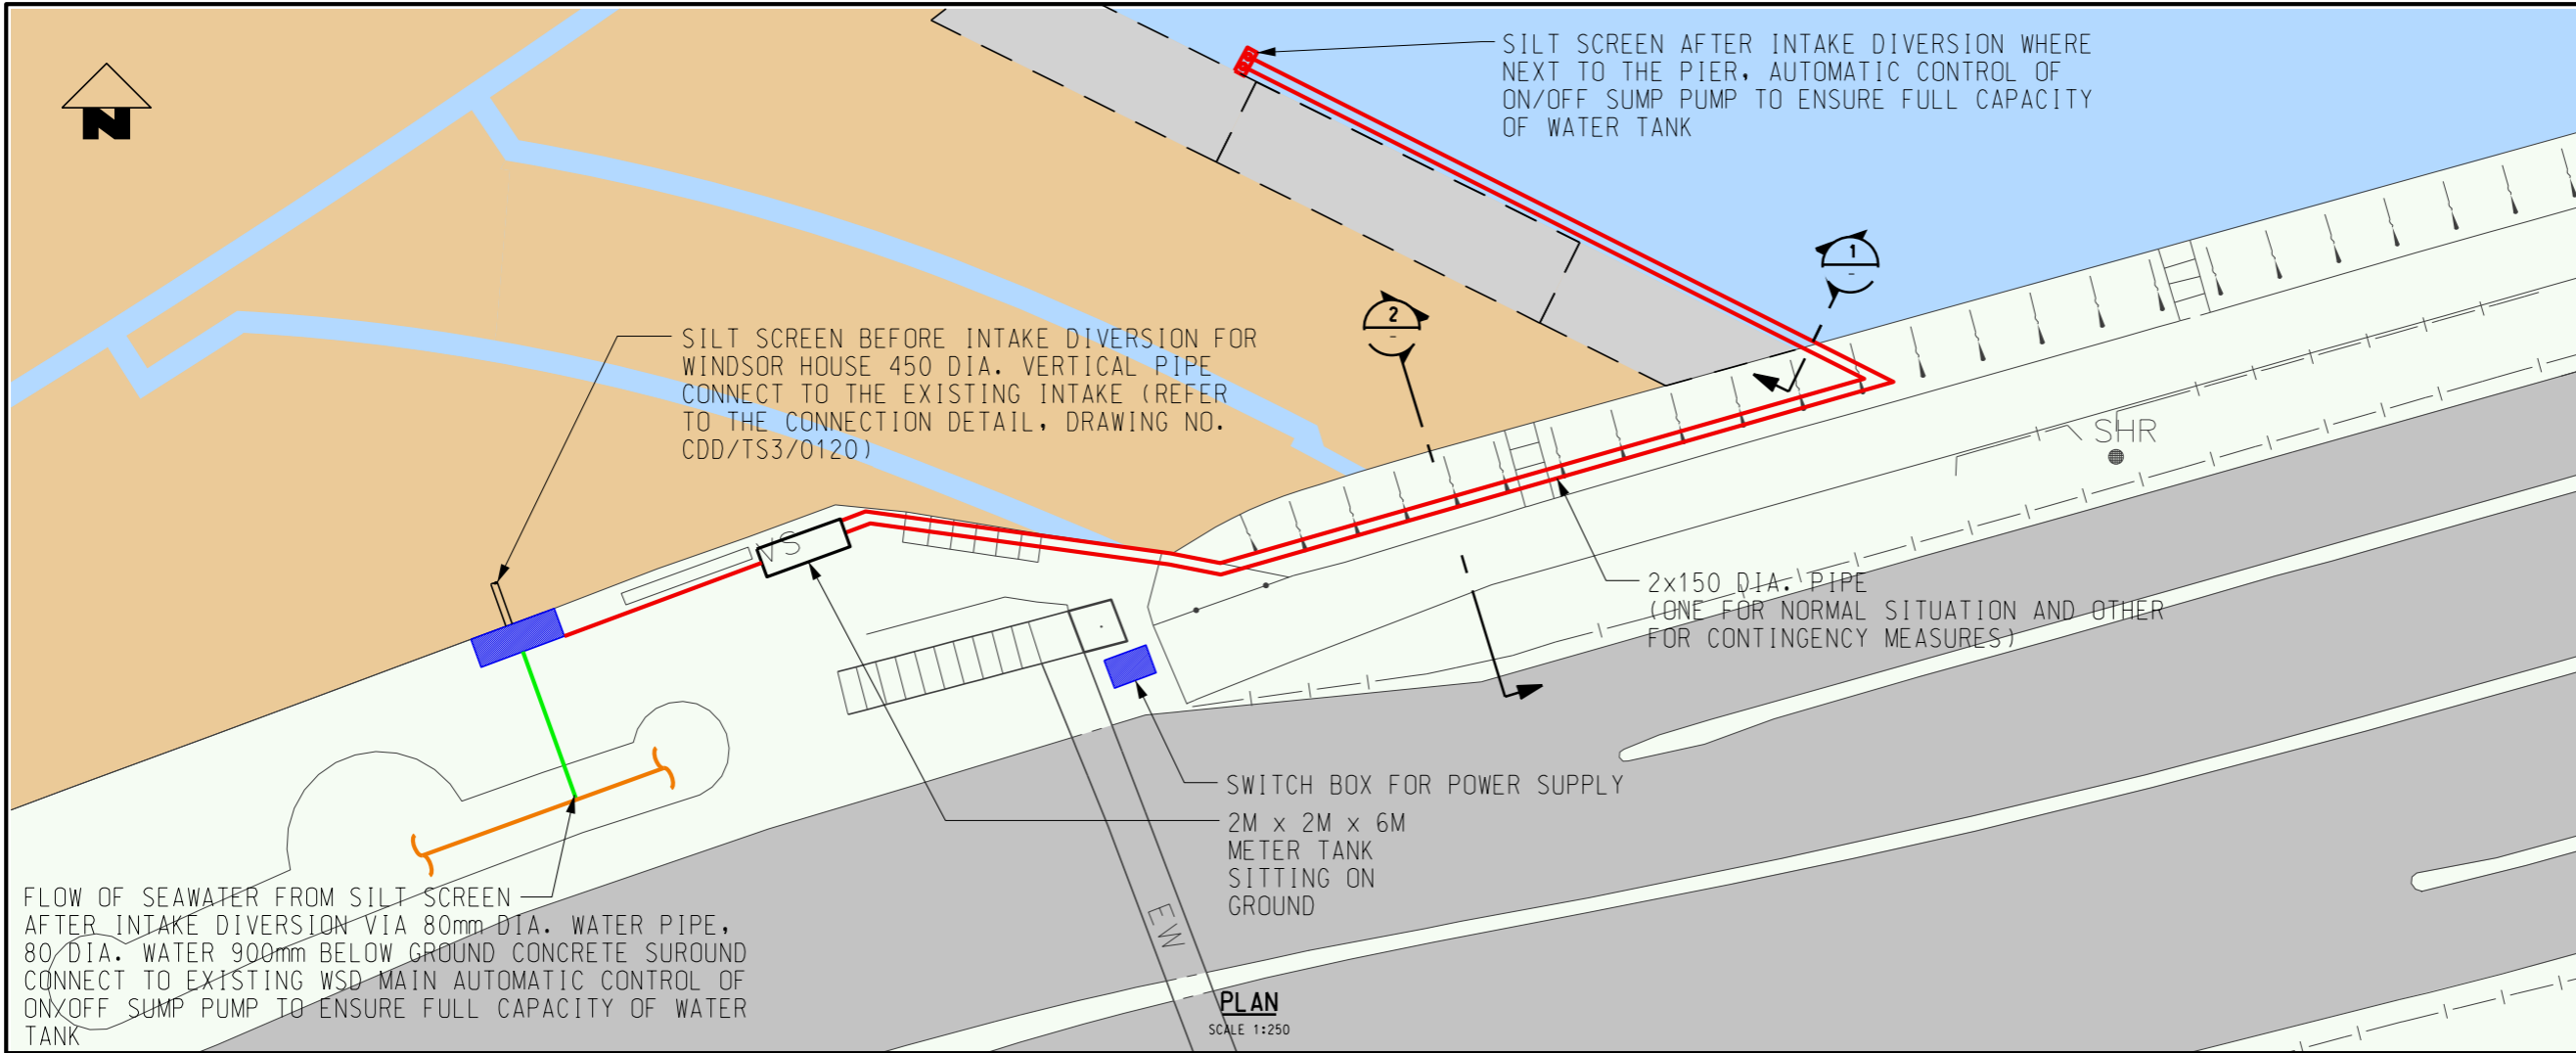 N
SILT SCREEN AFTER INTAKE DIVERSION WHERE
NEXT TO THE PIER, AUTOMATIC CONTROL OF
ON/OFF SUMP PUMP TO ENSURE FULL CAPACITY
OF WATER TANK
1
-
2
-
SILT SCREEN BEFORE INTAKE DIVERSION FOR
WINDSOR HOUSE 450 DIA. VERTICAL PIPE
CONNECT TO THE EXISTING INTAKE (REFER
TO THE CONNECTION DETAIL, DRAWING NO.
CDD/TS3/0120)
SHR
VS
2x150 DIA. PIPE
(ONE FOR NORMAL SITUATION AND OTHER
FOR CONTINGENCY MEASURES)
SWITCH BOX FOR POWER SUPPLY
2M x 2M x 6M
METER TANK
SITTING ON
GROUND
FLOW OF SEAWATER FROM SILT SCREEN
AFTER INTAKE DIVERSION VIA 80mm DIA. WATER PIPE,
80 DIA. WATER 900mm BELOW GROUND CONCRETE SUROUND
CONNECT TO EXISTING WSD MAIN AUTOMATIC CONTROL OF
ON/OFF SUMP PUMP TO ENSURE FULL CAPACITY OF WATER
TANK
EW
PLAN
SCALE 1:250